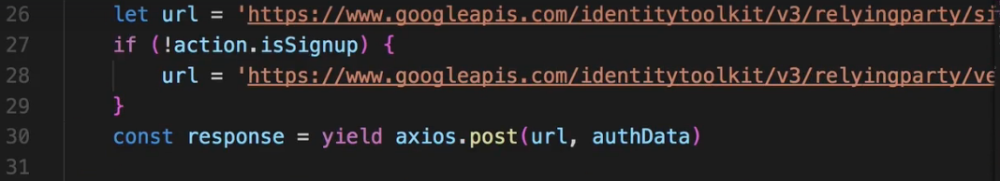 26 let url = 'https://www.googleapis.com/identitytoolkit/v3/relyingparty/si
27 if (!action.isSignup) {
28 url = 'https://www.googleapis.com/identitytoolkit/v3/relyingparty/ve
29 }
30 const response = yield axios.post(url, authData)
31